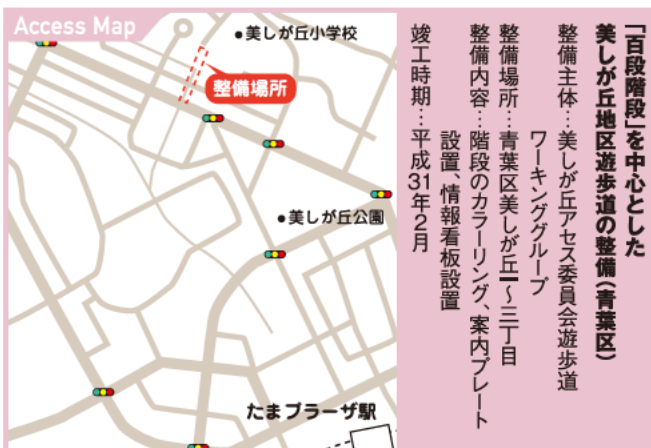 「百段階段」を中心とした
美しが丘地区遊歩道の整備(青葉区)
整備主体…美しが丘アセス委員会遊歩道
ワーキンググループ
整備場所…青葉区美しが丘一〜三丁目
整備内容…階段のカラーリング、案内プレート
設置、情報看板設置
竣工時期…平成31年2月
Access Map
●美しが丘小学校
整備場所
●美しが丘公園
たまプラーザ駅